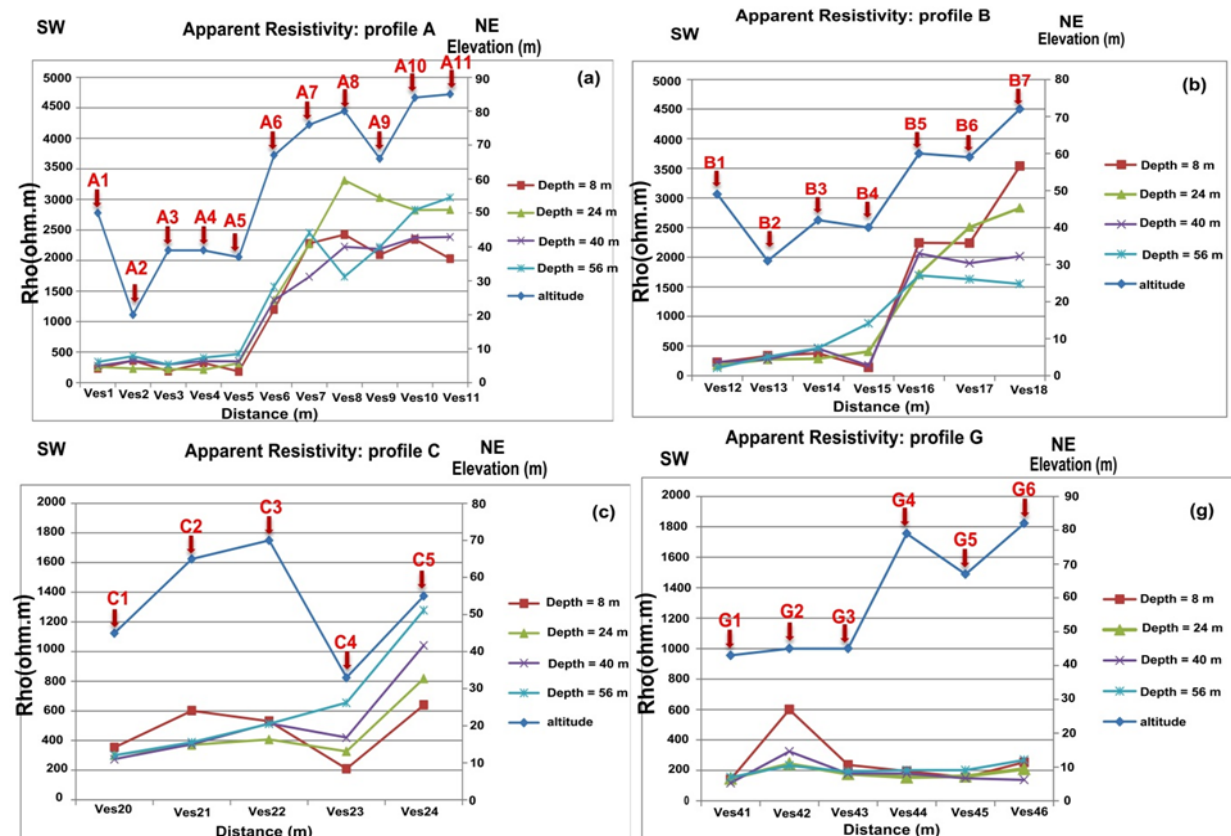 SW
Apparent Resistivity: profile A
NE
Elevation (m)
(a)
Rho(ohm.m)
5000
4500
4000
3500
3000
2500
2000
1500
1000
500
0
90
80
70
60
50
40
30
20
10
0
A1
A2
A3
A4
A5
A6
A7
A8
A9
A10
A11
Ves1 Ves2 Ves3 Ves4 Ves5 Ves6 Ves7 Ves8 Ves9 Ves10 Ves11
Distance (m)
Depth = 8 m
Depth = 24 m
Depth = 40 m
Depth = 56 m
altitude
SW
Apparent Resistivity: profile B
NE
Elevation (m)
(b)
Rho(ohm.m)
5000
4500
4000
3500
3000
2500
2000
1500
1000
500
0
80
70
60
50
40
30
20
10
0
B1
B2
B3
B4
B5
B6
B7
Ves12 Ves13 Ves14 Ves15 Ves16 Ves17 Ves18
Distance (m)
Depth = 8 m
Depth = 24 m
Depth = 40 m
Depth = 56 m
altitude
SW
Apparent Resistivity: profile C
NE
Elevation (m)
(c)
Rho(ohm.m)
2000
1800
1600
1400
1200
1000
800
600
400
200
0
80
70
60
50
40
30
20
10
0
C1
C2
C3
C4
C5
Ves20 Ves21 Ves22 Ves23 Ves24
Distance (m)
Depth = 8 m
Depth = 24 m
Depth = 40 m
Depth = 56 m
altitude
SW
Apparent Resistivity: profile G
NE
Elevation (m)
(g)
Rho(ohm.m)
2000
1800
1600
1400
1200
1000
800
600
400
200
0
90
80
70
60
50
40
30
20
10
0
G1
G2
G3
G4
G5
G6
Ves41 Ves42 Ves43 Ves44 Ves45 Ves46
Distance (m)
Depth = 8 m
Depth = 24 m
Depth = 40 m
Depth = 56 m
altitude